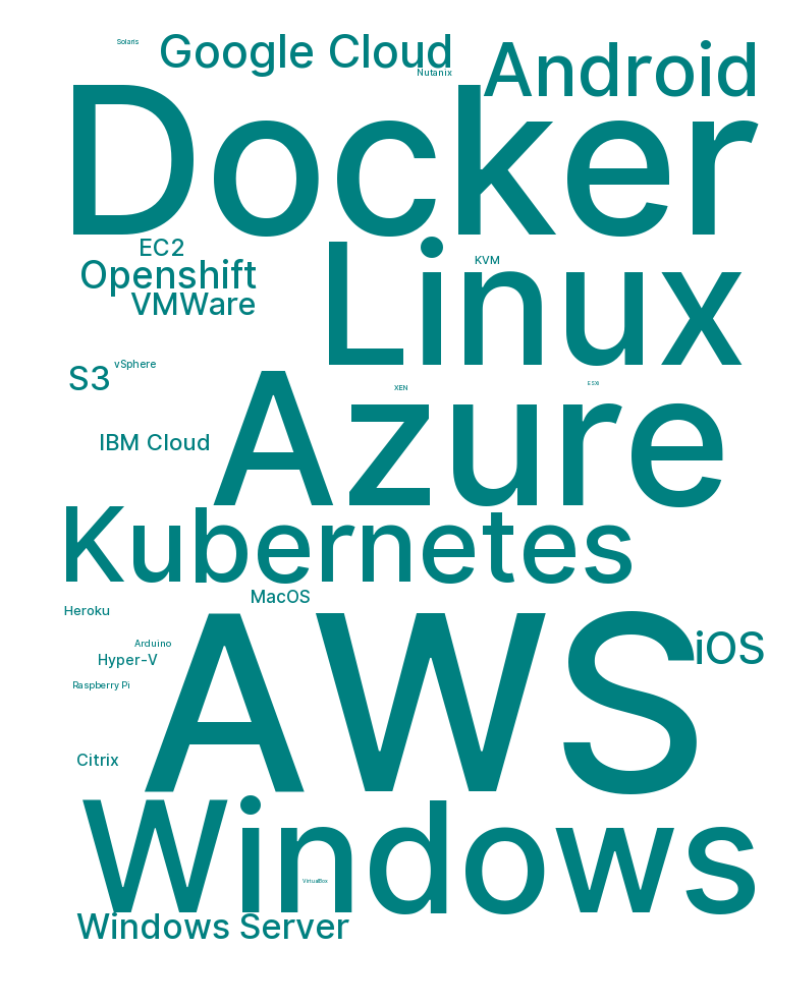 Solaris
Google Cloud
Nutanix
Android
Docker
EC2
Linux
KVM
Openshift
VMWare
vSphere
S3
Azure
XEN
ESXi
IBM Cloud
Kubernetes
MacOS
Heroku
AWS
iOS
Arduino
Hyper-V
Raspberry Pi
Citrix
Windows
VirtualBox
Windows Server